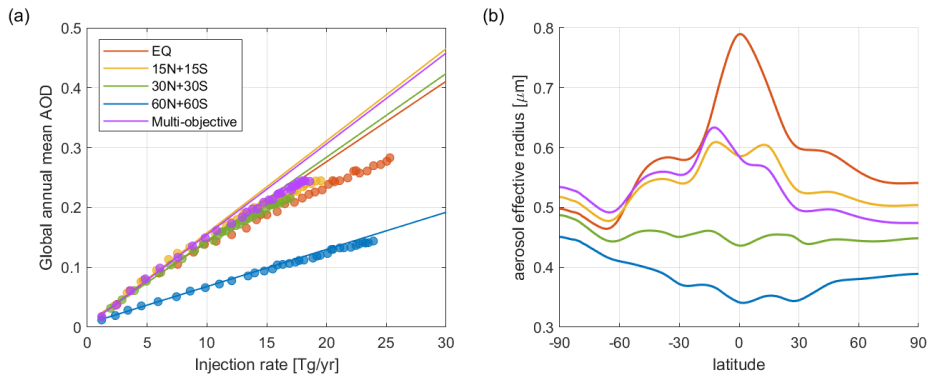 (a)
Global annual mean AOD
0.5
0.4
0.3
0.2
0.1
0
EQ
15N+15S
30N+30S
60N+60S
Multi-objective
0 5 10 15 20 25 30
Injection rate [Tg/yr]
(b)
aerosol effective radius [μm]
0.8
0.7
0.6
0.5
0.4
0.3
-90 -60 -30 0 30 60 90
latitude